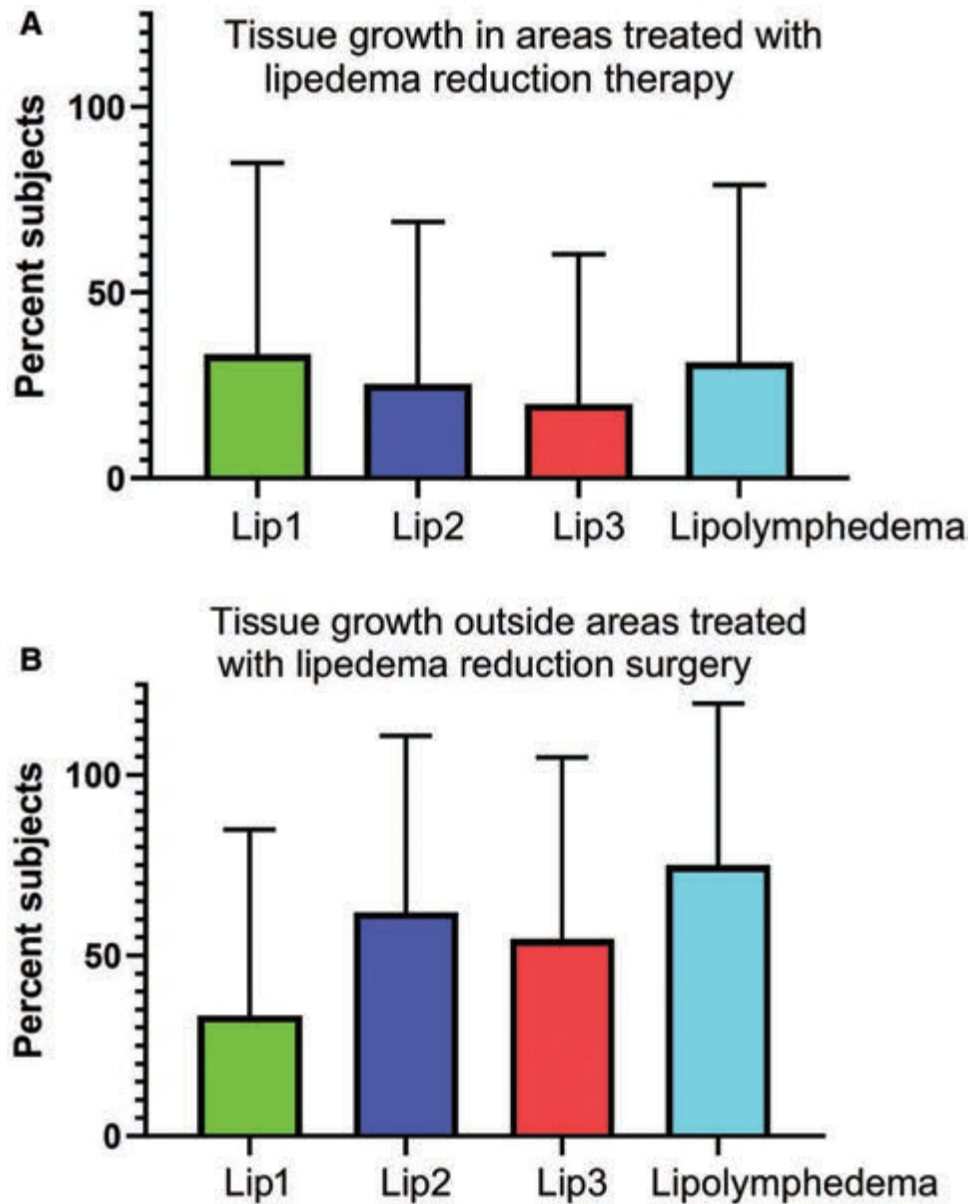 A
Tissue growth in areas treated with
lipedema reduction therapy
Percent subjects
100
50
0
Lip1 Lip2 Lip3 Lipolymphedema
B
Tissue growth outside areas treated
with lipedema reduction surgery
Percent subjects
100
50
0
Lip1 Lip2 Lip3 Lipolymphedema